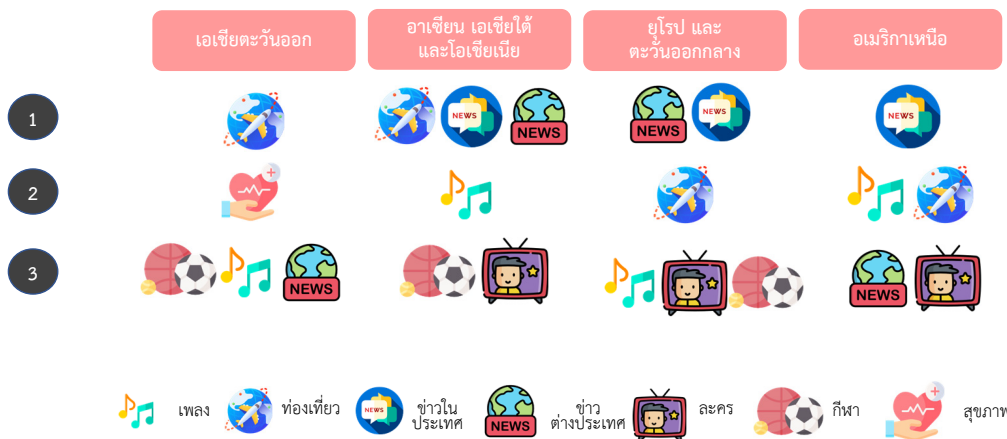 เอเชียตะวันออก
อาเซียน เอเชียใต้
และโอเชียเนีย
ยุโรป และ
ตะวันออกกลาง
อเมริกาเหนือ
1
NEWS
NEWS
NEWS
NEWS
NEWS
2
3
NEWS
NEWS
เพลง
ท่องเที่ยว
NEWS
ข่าวใน
ประเทศ
NEWS
ข่าว
ต่างประเทศ
ละคร
กีฬา
สุขภาพ